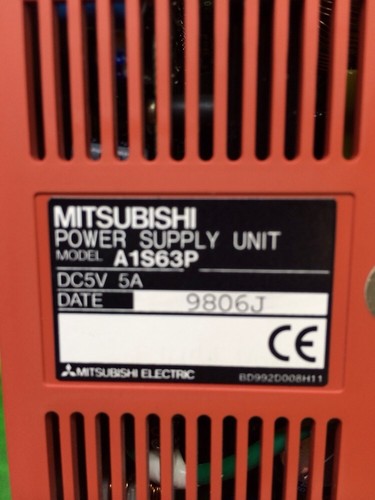 MITSUBISHI
POWER SUPPLY UNIT
MODEL A1S63P
DC5V 5A
DATE 9806J
CE
MITSUBISHI ELECTRIC BD992D008H11